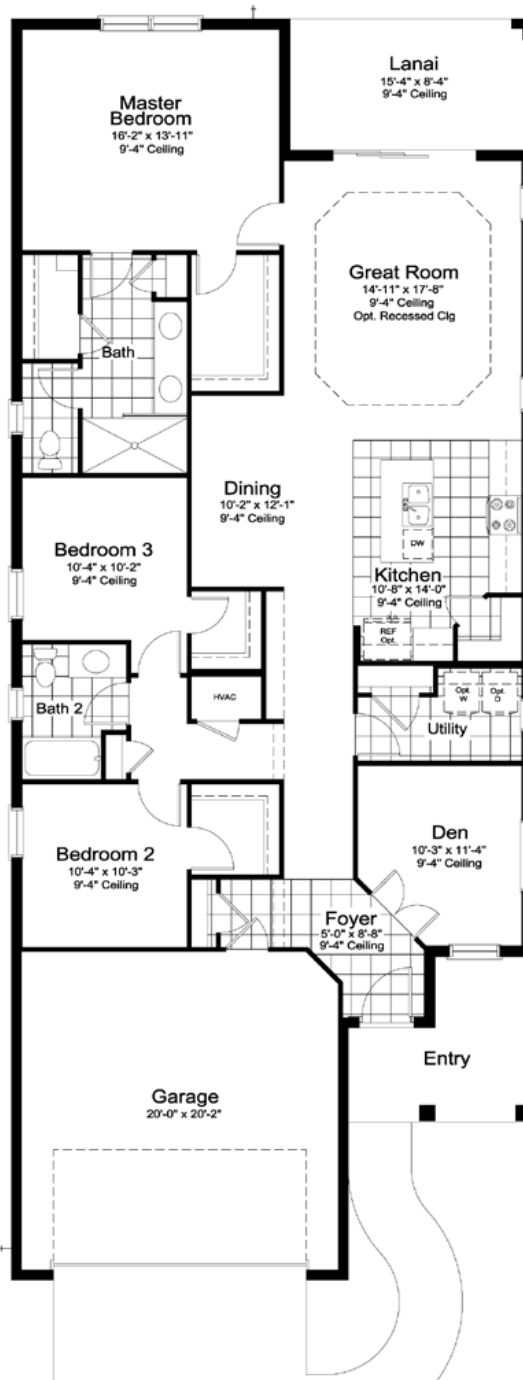 Lanai
15'-4" x 8'-4"
9'-4" Ceiling
Master
Bedroom
16'-2" x 13'-11"
9'-4" Ceiling
Great Room
14'-11" x 17'-8"
9'-4" Ceiling
Opt. Recessed Clg
Bath
Dining
10'-2" x 12'-1"
9'-4" Ceiling
DW
Bedroom 3
10'-4" x 10'-2"
9'-4" Ceiling
Kitchen
10'-8" x 14'-0"
9'-4" Ceiling
REF
Opt.
HVAC
Opt.
W
Opt.
D
Bath 2
Utility
Bedroom 2
10'-4" x 10'-3"
9'-4" Ceiling
Den
10'-3" x 11'-4"
9'-4" Ceiling
Foyer
5'-0" x 8'-8"
9'-4" Ceiling
Entry
Garage
20'-0" x 20'-2"